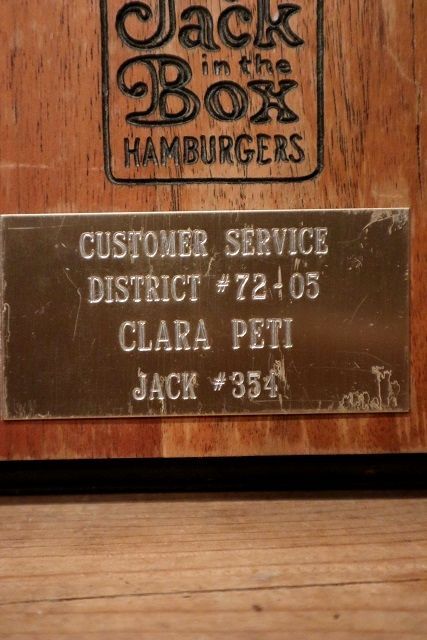 Jack
in the
Box
HAMBURGERS
CUSTOMER SERVICE
DISTRICT #72-05
CLARA PETI
JACK #354